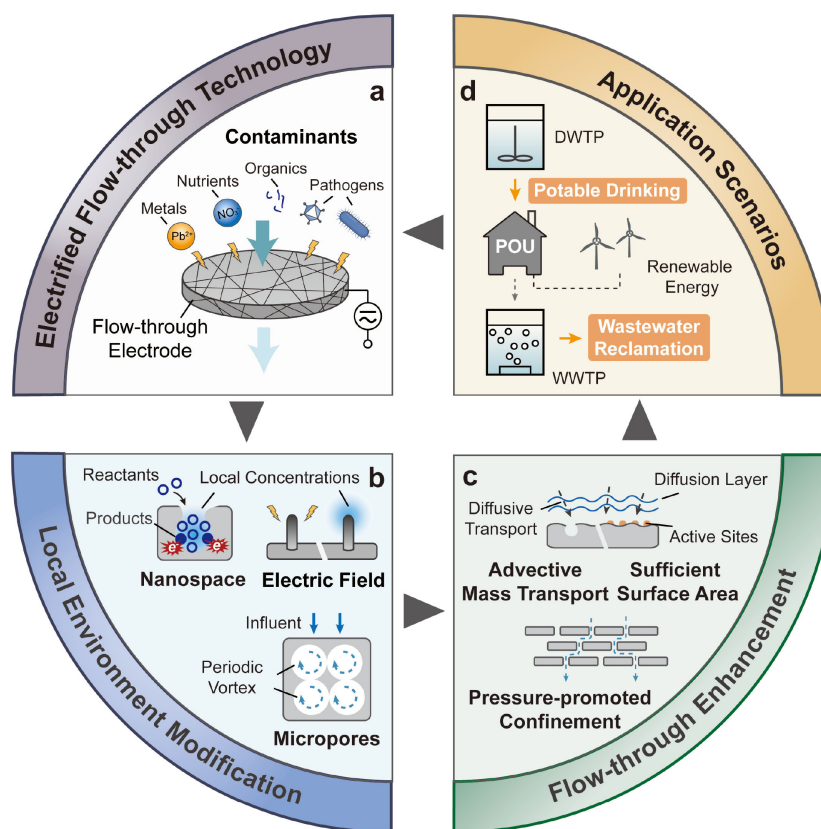 Electrified Flow-through Technology
a
Contaminants
Organics
Nutrients
Pathogens
Metals
NO₃⁻
Pb²⁺
Flow-through
Electrode
Application Scenarios
d
DWTP
Potable Drinking
POU
Renewable
Energy
Wastewater
Reclamation
WWTP
Local Environment Modification
b
Reactants
Local Concentrations
Products
e⁻
e⁻
Nanospace
Electric Field
Influent
Periodic
Vortex
Micropores
Flow-through Enhancement
c
Diffusion Layer
Diffusive
Transport
Active Sites
Advective
Mass Transport
Sufficient
Surface Area
Pressure-promoted
Confinement